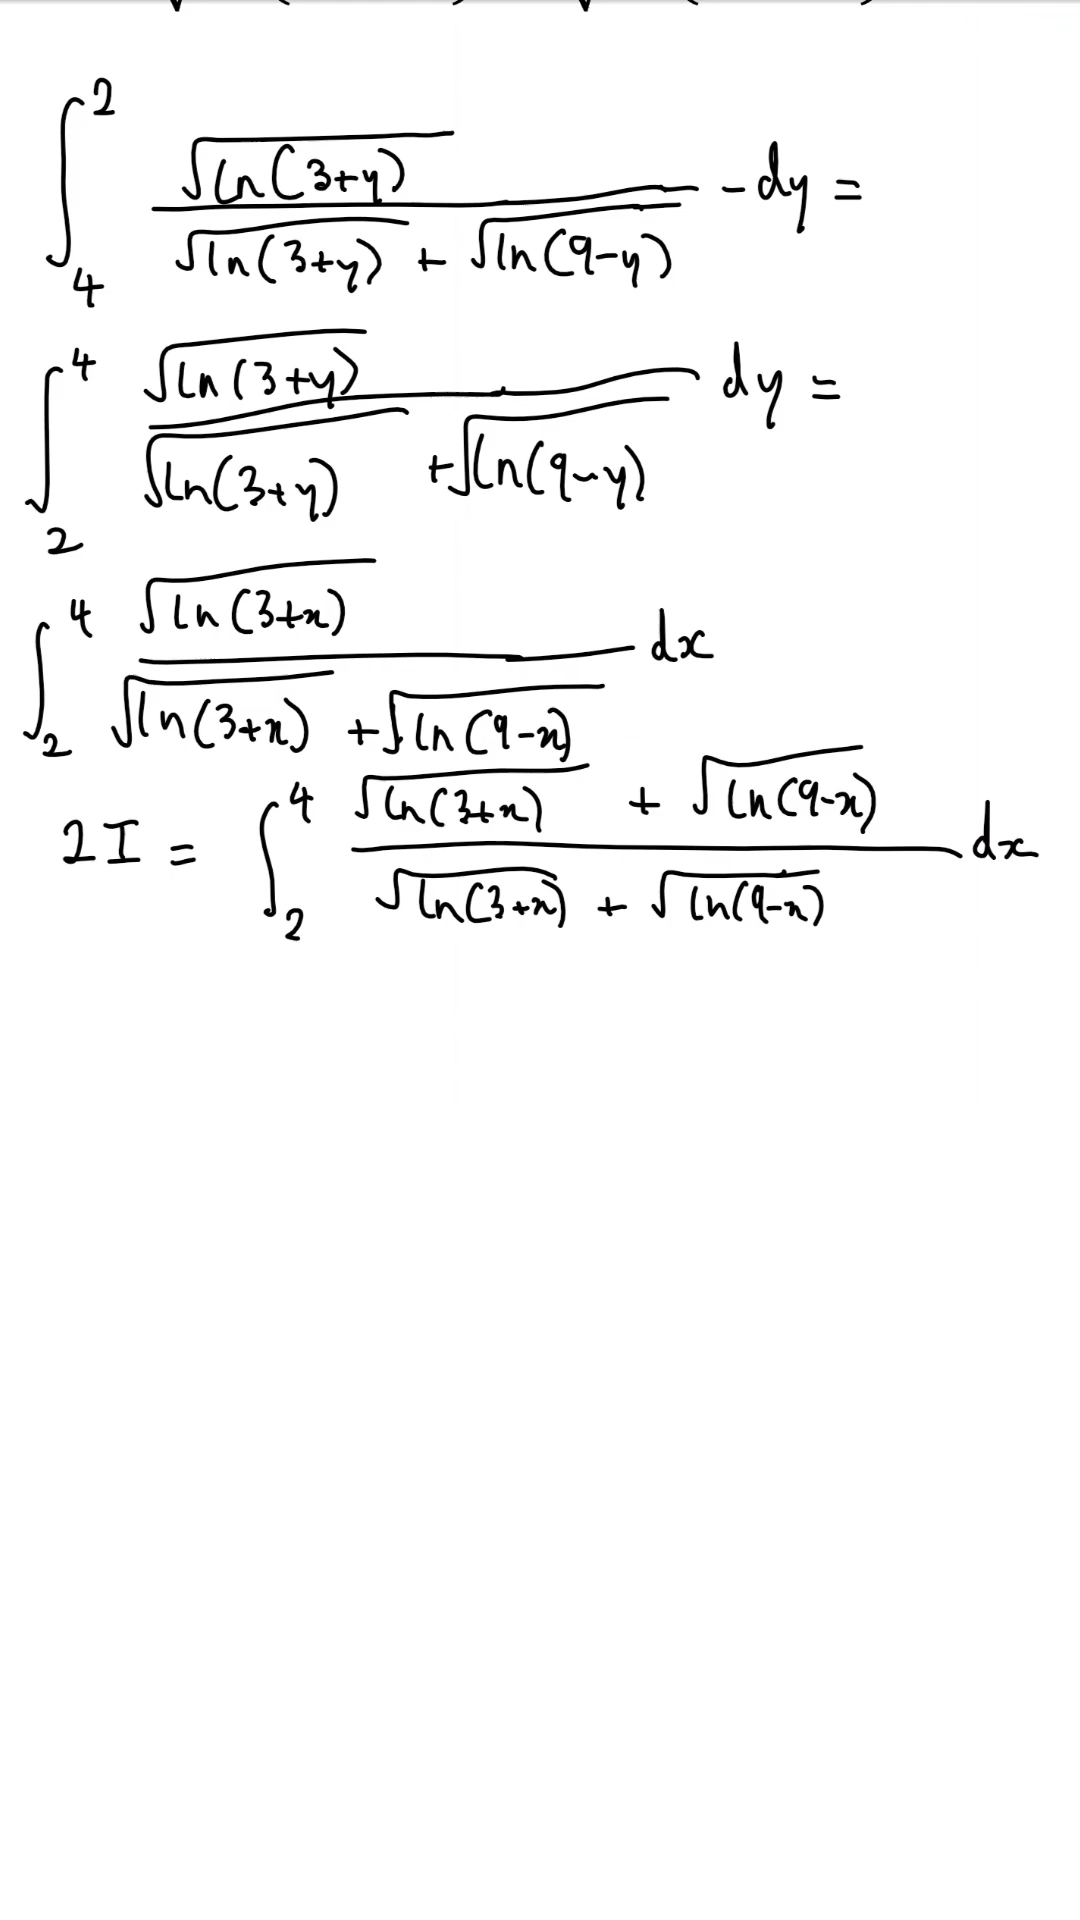 ∫_4^2 √ln(3+y) / (√ln(3+y) + √ln(9-y)) -dy =
∫_2^4 √ln(3+y) / (√ln(3+y) + √ln(9-y)) dy =
∫_2^4 √ln(3+x) / (√ln(3+x) + √ln(9-x)) dx
2I = ∫_2^4 (√ln(3+x) + √ln(9-x)) / (√ln(3+x) + √ln(9-x)) dx